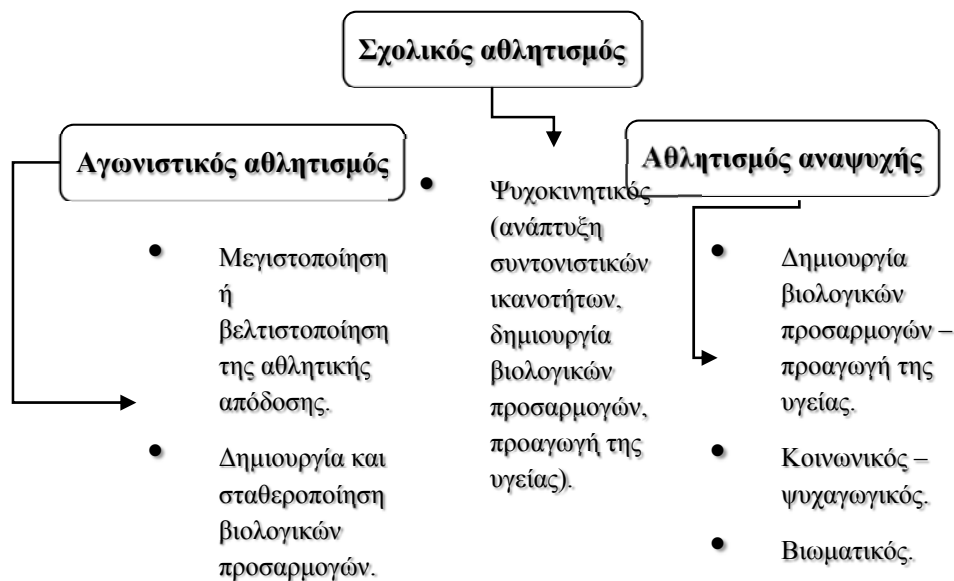 Σχολικός αθλητισμός
Αγωνιστικός αθλητισμός
• Μεγιστοποίηση
ή
βελτιστοποίηση
της αθλητικής
απόδοσης.
• Δημιουργία και
σταθεροποίηση
βιολογικών
προσαρμογών.
• Ψυχοκινητικός
(ανάπτυξη
συντονιστικών
ικανοτήτων,
δημιουργία
βιολογικών
προσαρμογών,
προαγωγή της
υγείας).
Αθλητισμός αναψυχής
• Δημιουργία
βιολογικών
προσαρμογών –
προαγωγή της
υγείας.
• Κοινωνικός –
ψυχαγωγικός.
• Βιωματικός.